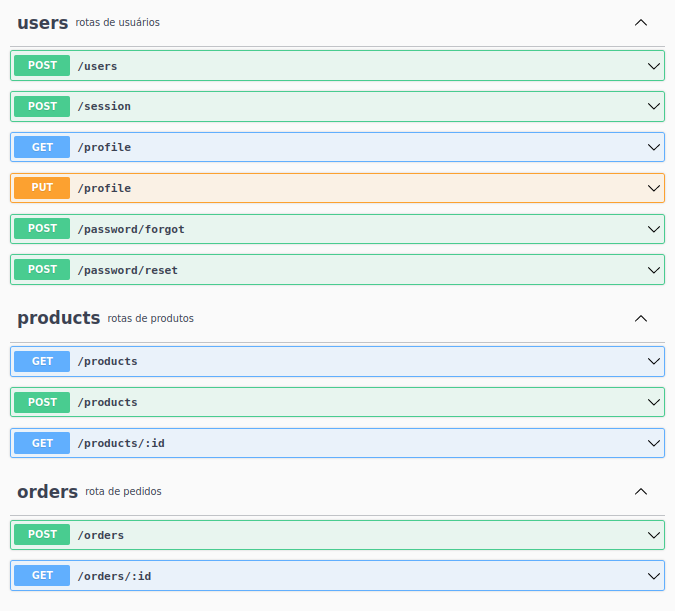 users rotas de usuários
POST /users
POST /session
GET /profile
PUT /profile
POST /password/forgot
POST /password/reset
products rotas de produtos
GET /products
POST /products
GET /products/:id
orders rota de pedidos
POST /orders
GET /orders/:id